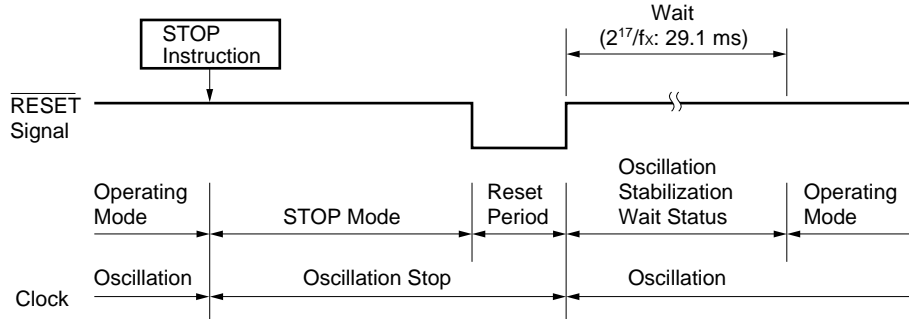 Wait
(2¹⁷/fx: 29.1 ms)
STOP
Instruction
RESET
Signal
Operating
Mode
STOP Mode
Reset
Period
Oscillation
Stabilization
Wait Status
Operating
Mode
Clock
Oscillation
Oscillation Stop
Oscillation